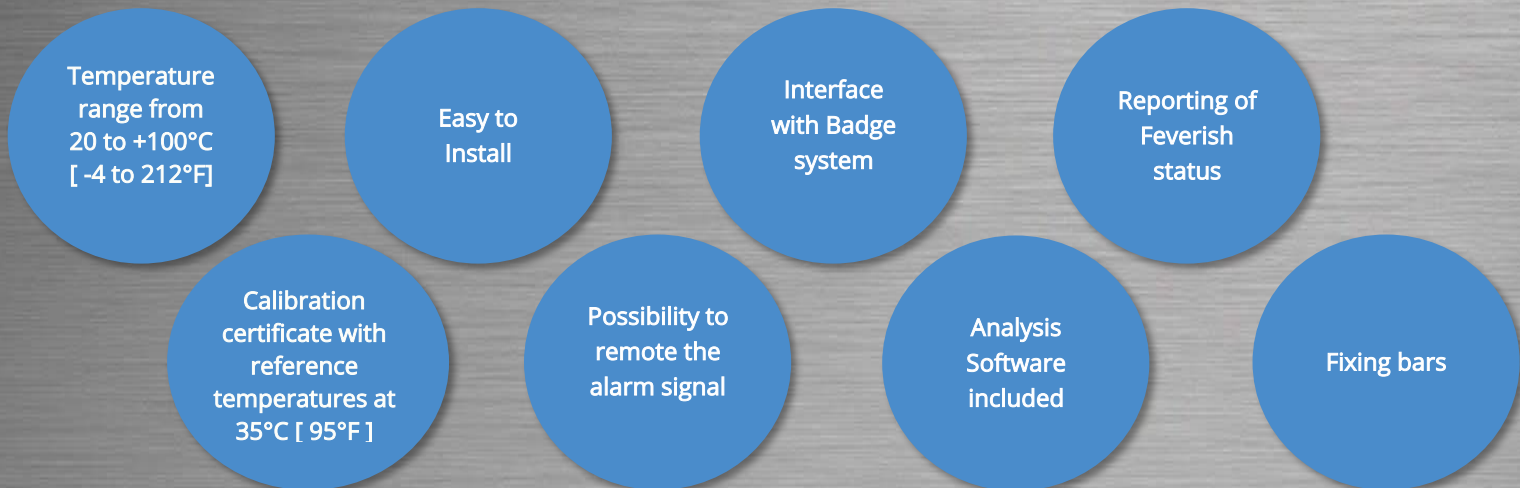 Temperature
range from
20 to +100°C
[ -4 to 212°F]
Easy to
Install
Interface
with Badge
system
Reporting of
Feverish
status
Calibration
certificate with
reference
temperatures at
35°C [ 95°F ]
Possibility to
remote the
alarm signal
Analysis
Software
included
Fixing bars